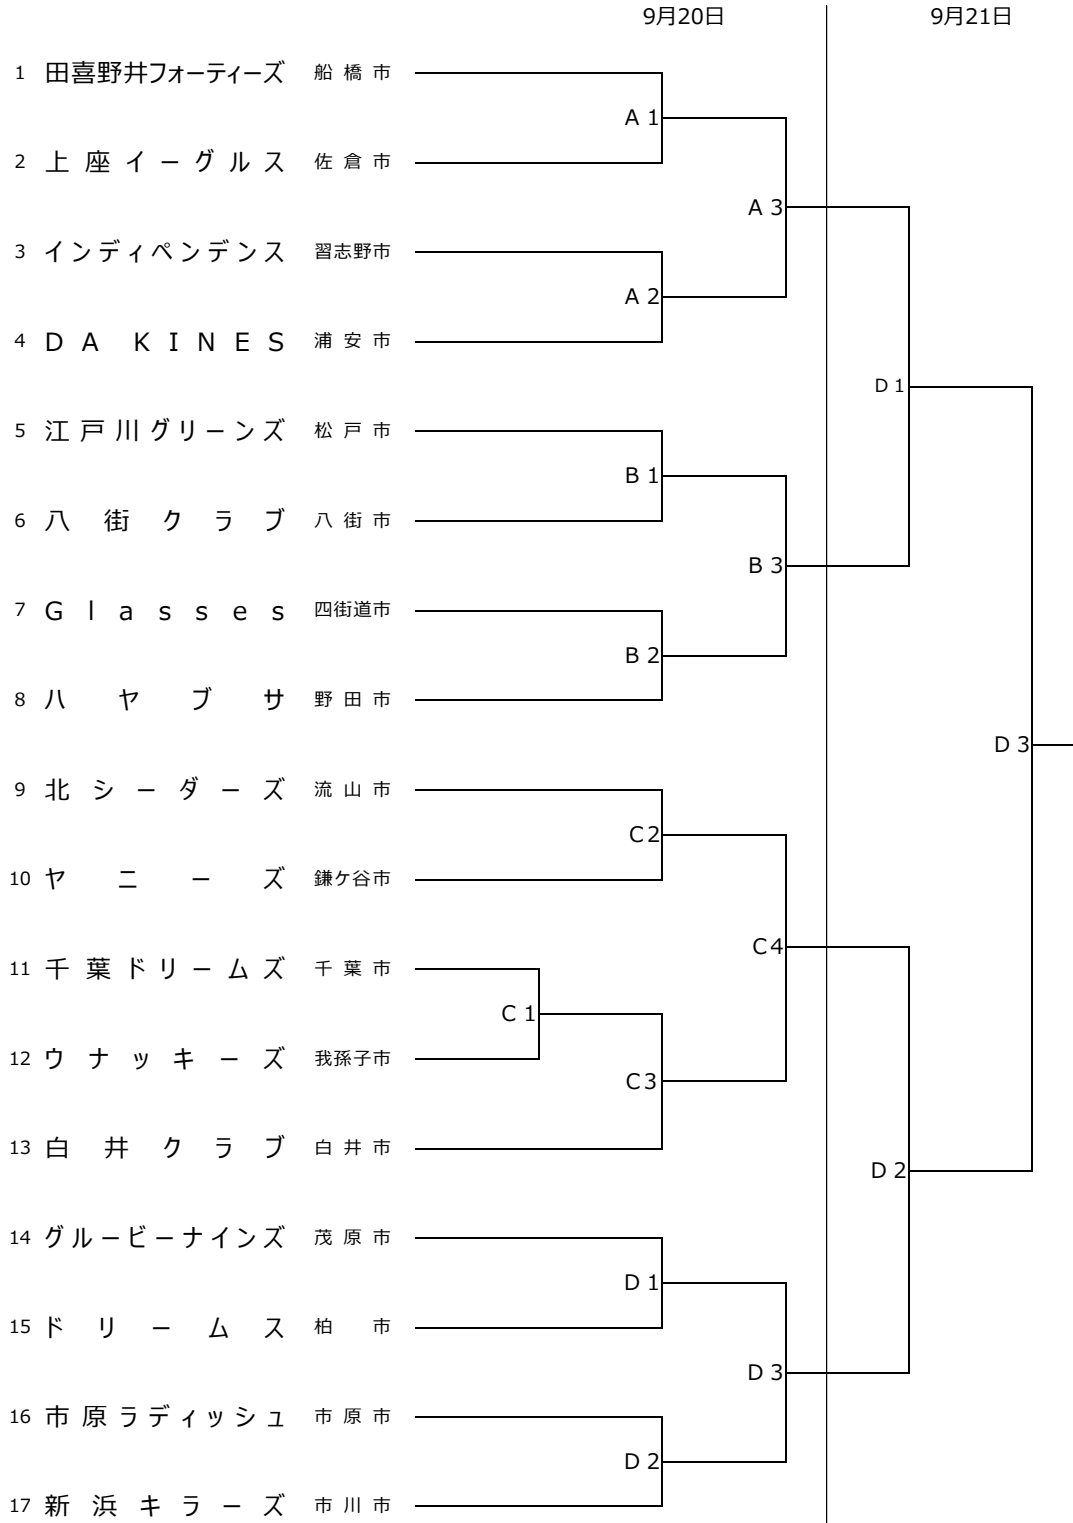 9月20日 9月21日
1 田喜野井フォーティーズ 船橋市
A 1
2 上座イーグルス 佐倉市
A 3
3 インディペンデンス 習志野市
A 2
4 DA KINES 浦安市
D 1
5 江戸川グリーンズ 松戸市
B 1
6 八街クラブ 八街市
B 3
7 Glasses 四街道市
B 2
8 ハヤブサ 野田市
D 3
9 北シーダーズ 流山市
C2
10 ヤニーズ 鎌ケ谷市
C4
11 千葉ドリームズ 千葉市
C 1
12 ウナッキーズ 我孫子市
C3
13 白井クラブ 白井市
D 2
14 グルービーナインズ 茂原市
D 1
15 ドリームス 柏市
D 3
16 市原ラディッシュ 市原市
D 2
17 新浜キラーズ 市川市